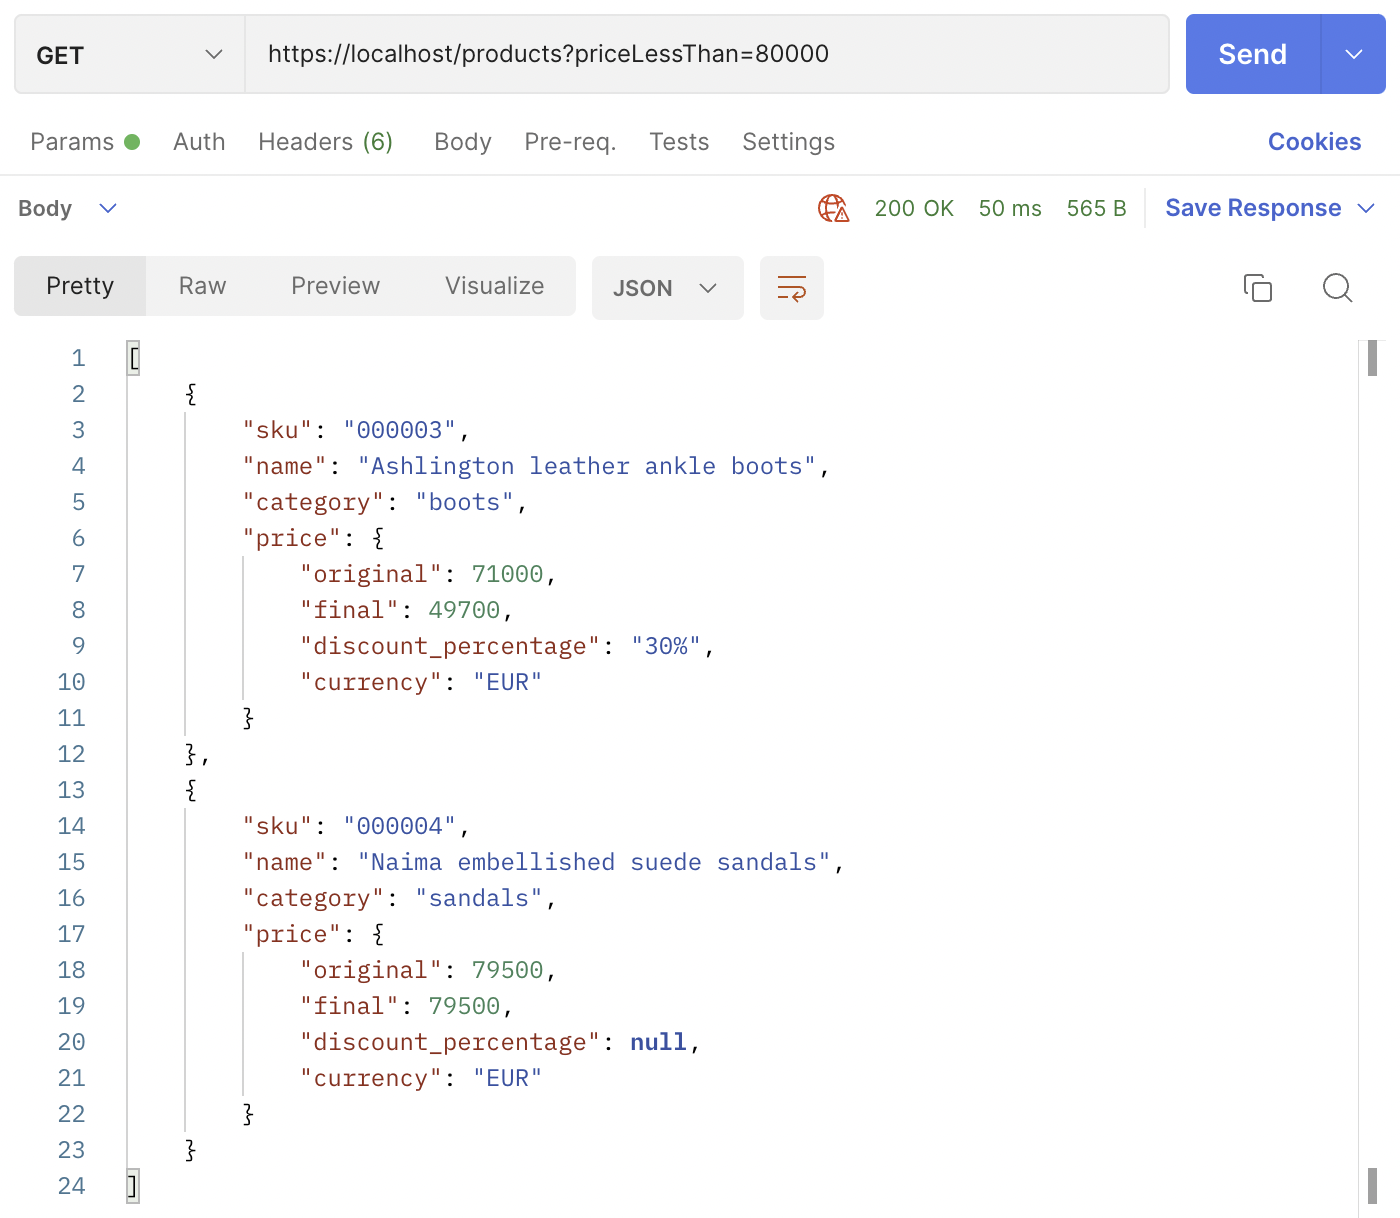 GET https://localhost/products?priceLessThan=80000 Send
Params Auth Headers (6) Body Pre-req. Tests Settings Cookies
Body 200 OK 50 ms 565 B Save Response
Pretty Raw Preview Visualize JSON
1 [
2 {
3 "sku": "000003",
4 "name": "Ashlington leather ankle boots",
5 "category": "boots",
6 "price": {
7 "original": 71000,
8 "final": 49700,
9 "discount_percentage": "30%",
10 "currency": "EUR"
11 }
12 },
13 {
14 "sku": "000004",
15 "name": "Naima embellished suede sandals",
16 "category": "sandals",
17 "price": {
18 "original": 79500,
19 "final": 79500,
20 "discount_percentage": null,
21 "currency": "EUR"
22 }
23 }
24 ]